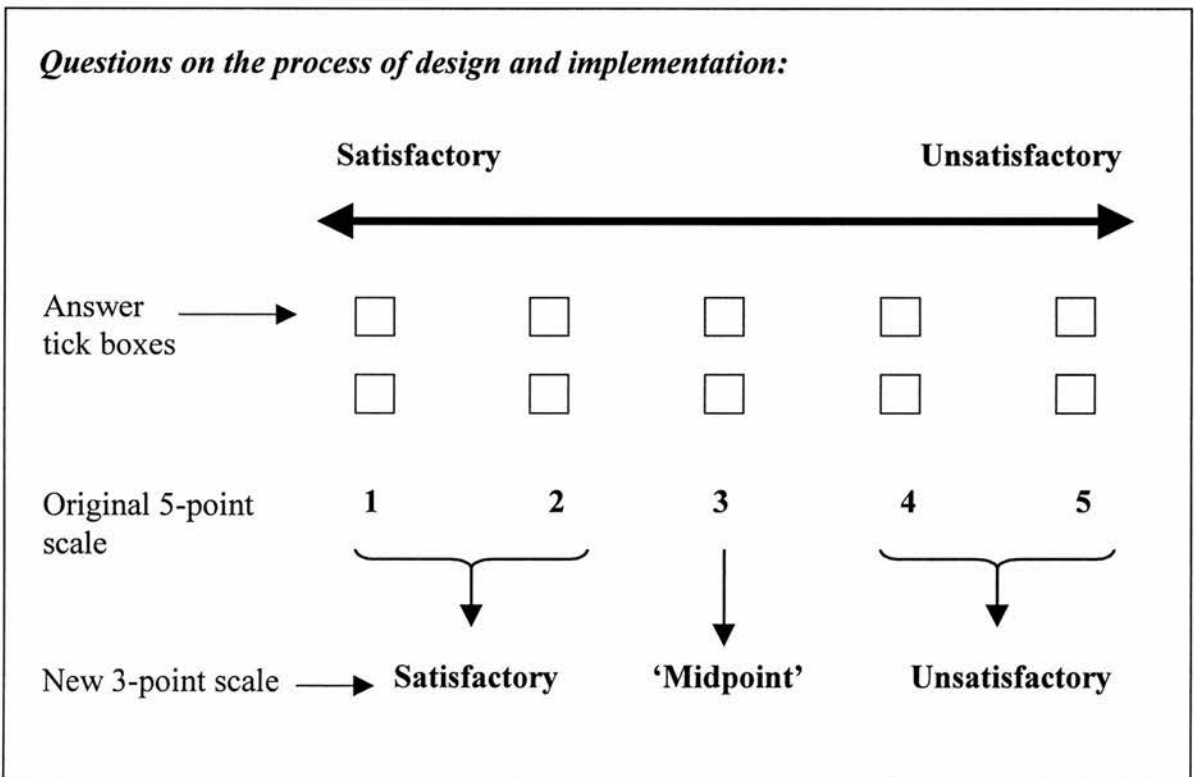 Questions on the process of design and implementation:
Satisfactory Unsatisfactory
Answer
tick boxes
Original 5-point
scale
1 2 3 4 5
New 3-point scale Satisfactory ‘Midpoint’ Unsatisfactory